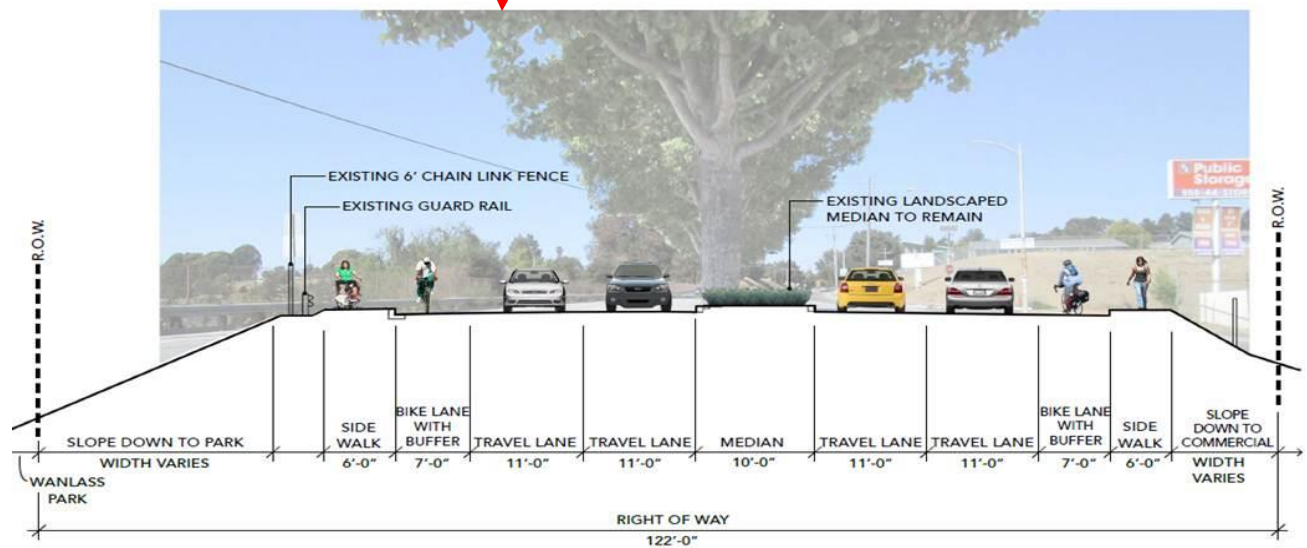 EXISTING 6' CHAIN LINK FENCE
EXISTING GUARD RAIL
EXISTING LANDSCAPED
MEDIAN TO REMAIN
Public
Storage
R.O.W.
R.O.W.
SLOPE DOWN TO PARK
WIDTH VARIES
SIDE
WALK
6'-0"
BIKE LANE
WITH
BUFFER
7'-0"
TRAVEL LANE
11'-0"
TRAVEL LANE
11'-0"
MEDIAN
10'-0"
TRAVEL LANE
11'-0"
TRAVEL LANE
11'-0"
BIKE LANE
WITH
BUFFER
7'-0"
SIDE
WALK
6'-0"
SLOPE
DOWN TO
COMMERCIAL
WIDTH
VARIES
WANLASS
PARK
RIGHT OF WAY
122'-0"